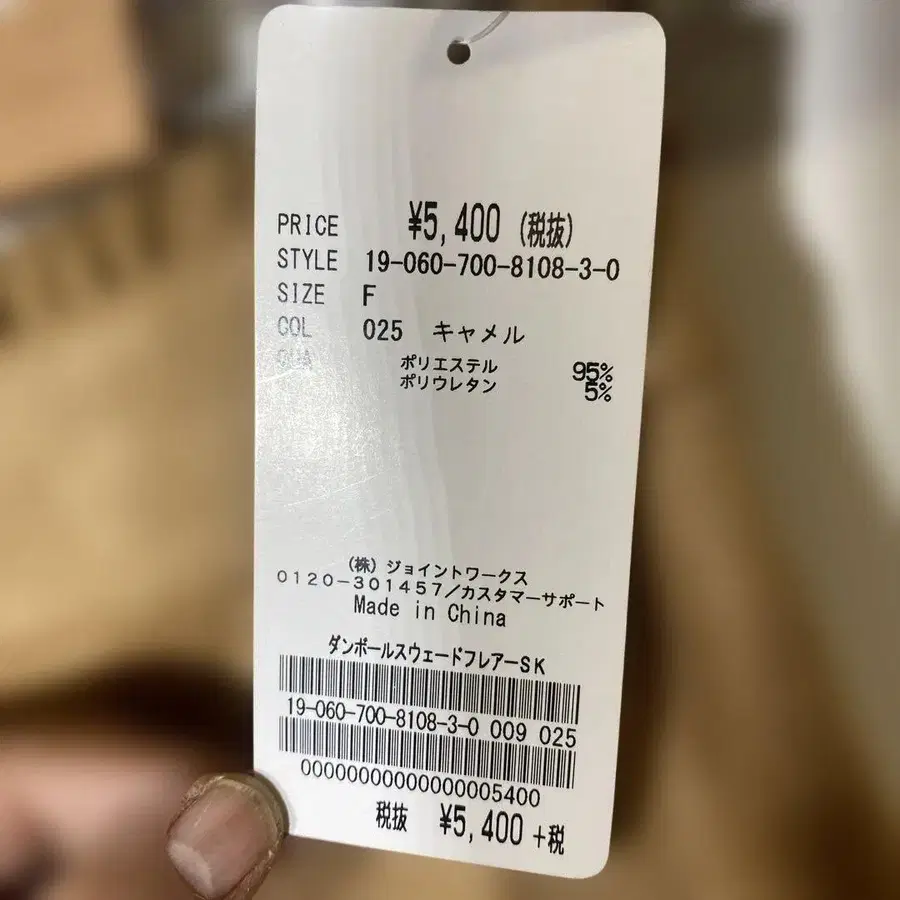 PRICE ¥5,400 (税抜)
STYLE 19-060-700-8108-3-0
SIZE F
COL 025 キャメル
QUA ポリエステル 95%
ポリウレタン 5%
(株) ジョイントワークス
0120-301457/カスタマーサポート
Made in China
ダンボールスウェードフレアーSK
19-060-700-8108-3-0 009 025
00000000000000005400
税抜 ¥5,400 +税